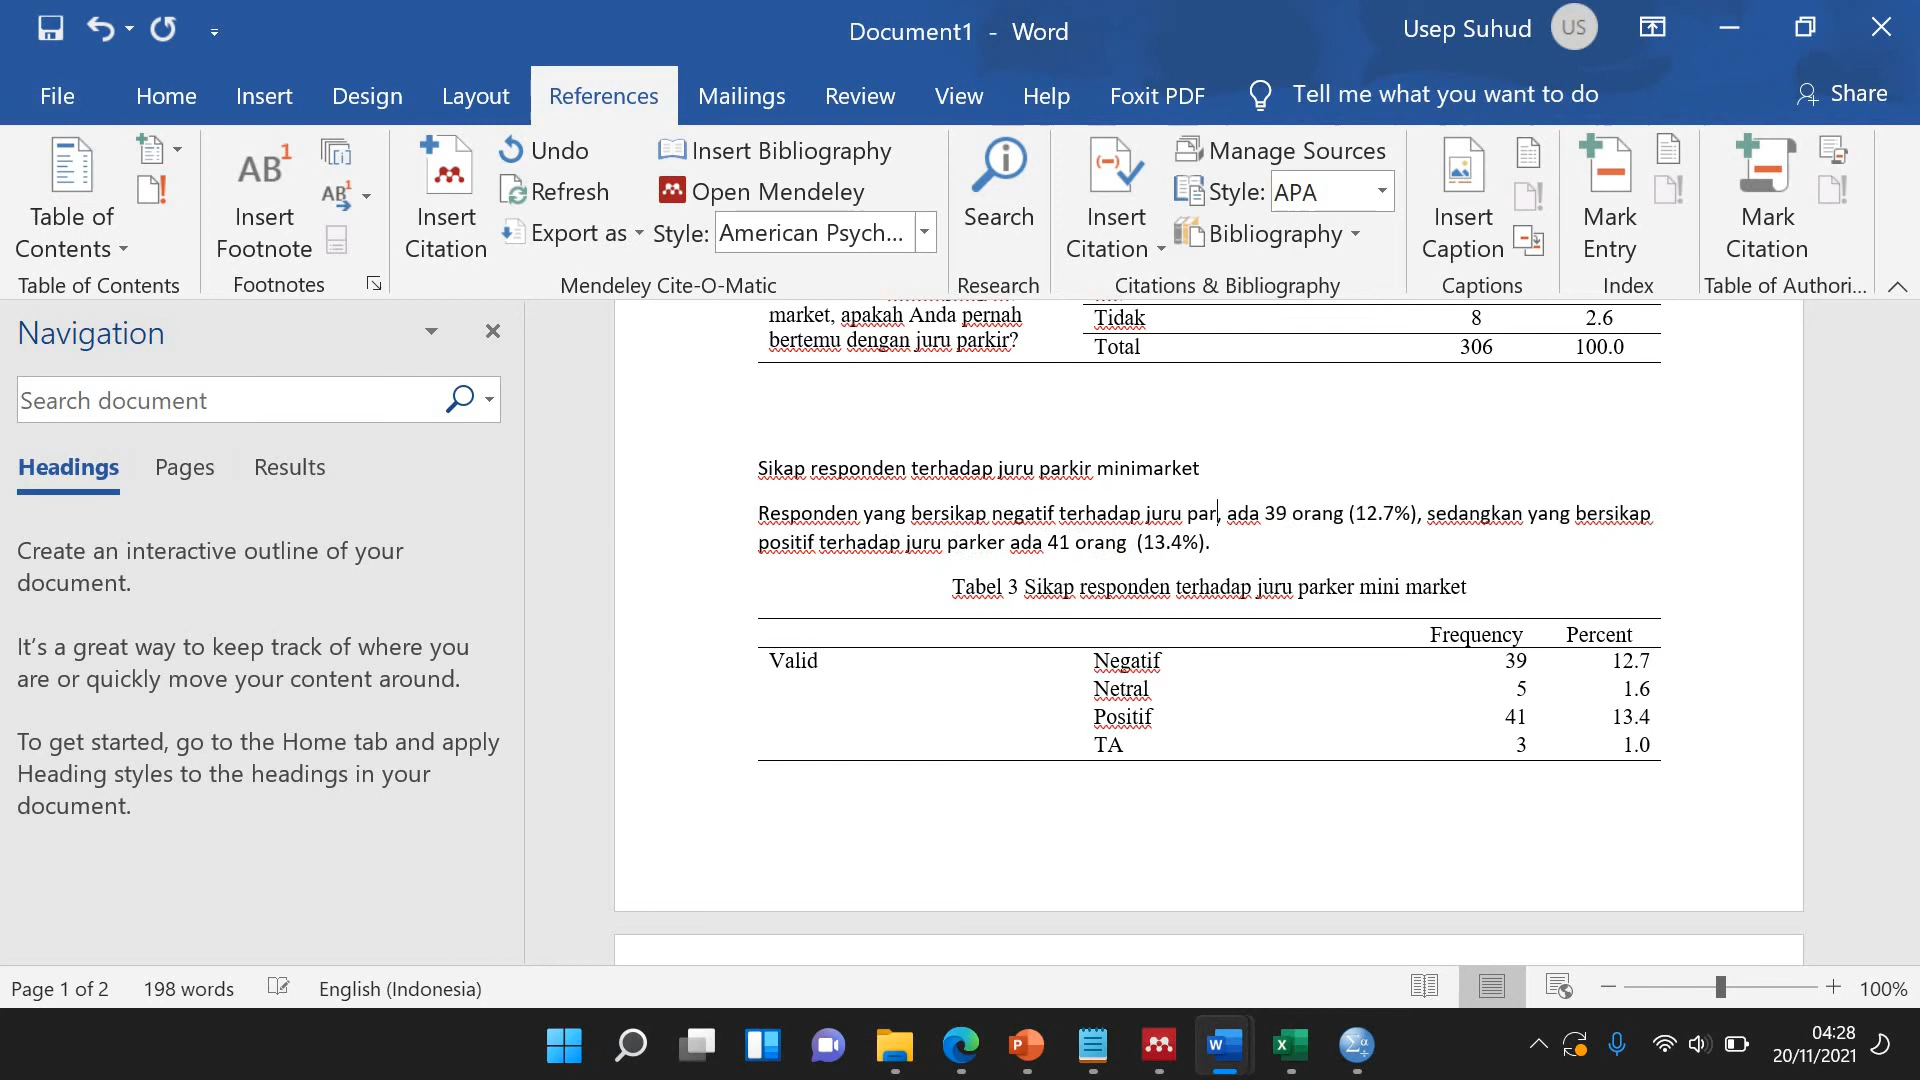 Document1 - Word
Usep Suhud
US
File Home Insert Design Layout References Mailings Review View Help Foxit PDF Tell me what you want to do Share
Table of Contents
Table of Contents
AB1
Insert Footnote
AB1
Footnotes
Insert Citation
Undo
Refresh
Export as
Insert Bibliography
Open Mendeley
Style: American Psych...
Mendeley Cite-O-Matic
Search
Research
Insert Citation
Manage Sources
Style: APA
Bibliography
Citations & Bibliography
Insert Caption
Captions
Mark Entry
Index
Mark Citation
Table of Authori...
Navigation
Search document
Headings Pages Results
Create an interactive outline of your
document.
It's a great way to keep track of where you
are or quickly move your content around.
To get started, go to the Home tab and apply
Heading styles to the headings in your
document.
market, apakah Anda pernah
bertemu dengan juru parkir?
Tidak 8 2.6
Total 306 100.0
Sikap responden terhadap juru parkir minimarket
Responden yang bersikap negatif terhadap juru par, ada 39 orang (12.7%), sedangkan yang bersikap
positif terhadap juru parker ada 41 orang (13.4%).
Tabel 3 Sikap responden terhadap juru parker mini market
Frequency Percent
Valid Negatif 39 12.7
Netral 5 1.6
Positif 41 13.4
TA 3 1.0
Page 1 of 2 198 words English (Indonesia) 100%
04:28
20/11/2021